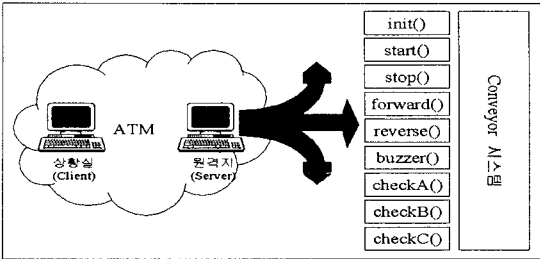 ATM
상황실
(Client)
원격지
(Server)
init()
start()
stop()
forward()
reverse()
buzzer()
checkA()
checkB()
checkC()
Conveyor 시스템